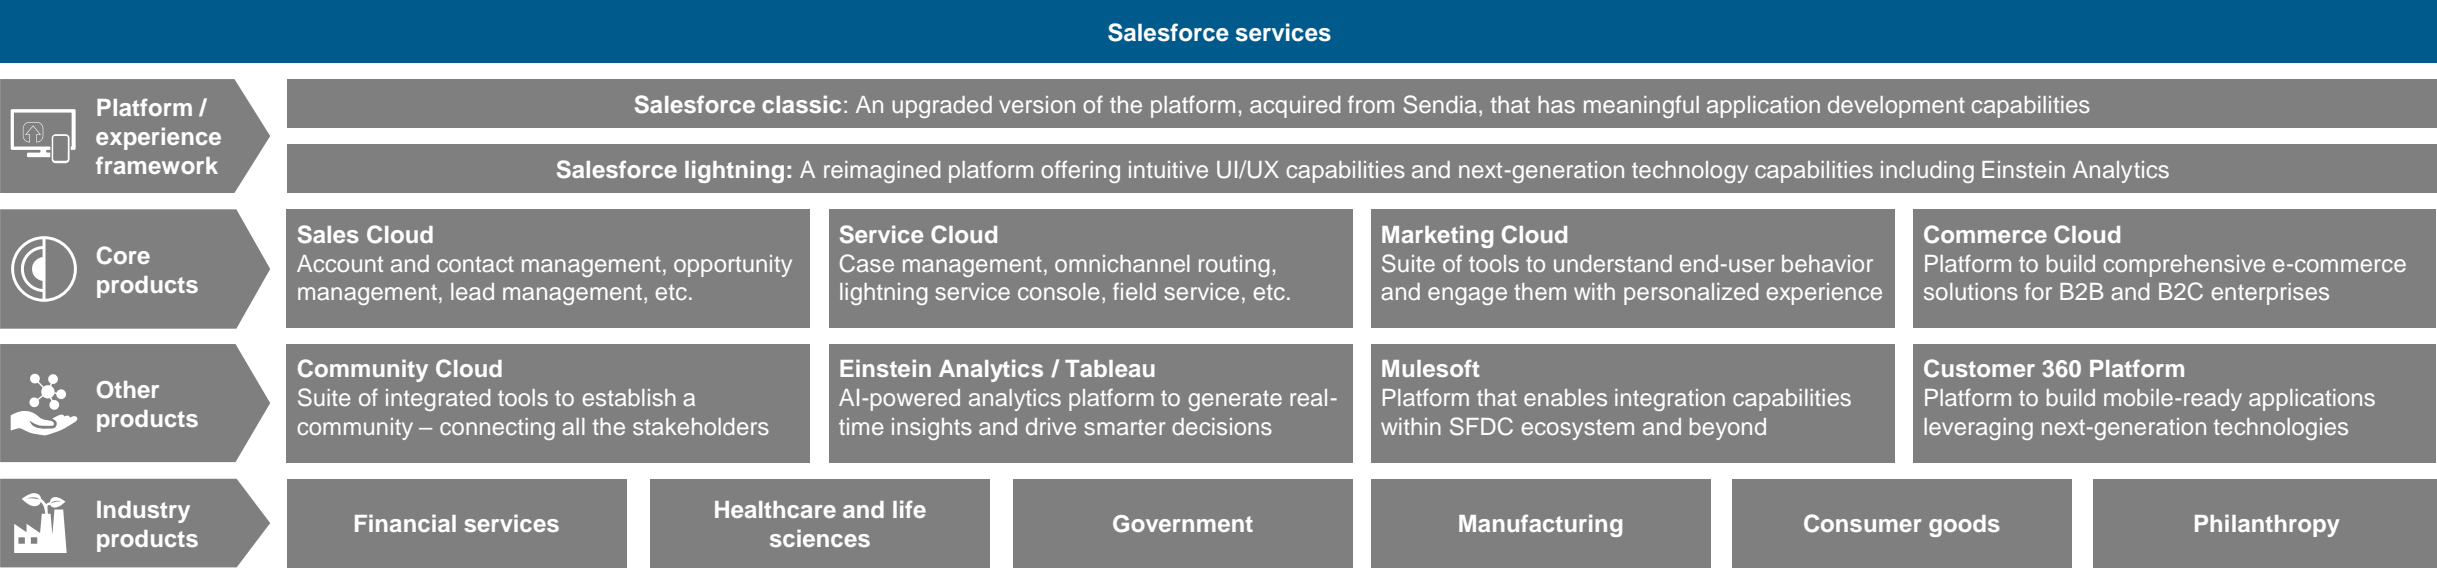 Salesforce services
Platform /
experience
framework
Salesforce classic: An upgraded version of the platform, acquired from Sendia, that has meaningful application development capabilities
Salesforce lightning: A reimagined platform offering intuitive UI/UX capabilities and next-generation technology capabilities including Einstein Analytics
Core
products
Sales Cloud
Account and contact management, opportunity
management, lead management, etc.
Service Cloud
Case management, omnichannel routing,
lightning service console, field service, etc.
Marketing Cloud
Suite of tools to understand end-user behavior
and engage them with personalized experience
Commerce Cloud
Platform to build comprehensive e-commerce
solutions for B2B and B2C enterprises
Other
products
Community Cloud
Suite of integrated tools to establish a
community – connecting all the stakeholders
Einstein Analytics / Tableau
AI-powered analytics platform to generate real-
time insights and drive smarter decisions
Mulesoft
Platform that enables integration capabilities
within SFDC ecosystem and beyond
Customer 360 Platform
Platform to build mobile-ready applications
leveraging next-generation technologies
Industry
products
Financial services
Healthcare and life
sciences
Government
Manufacturing
Consumer goods
Philanthropy